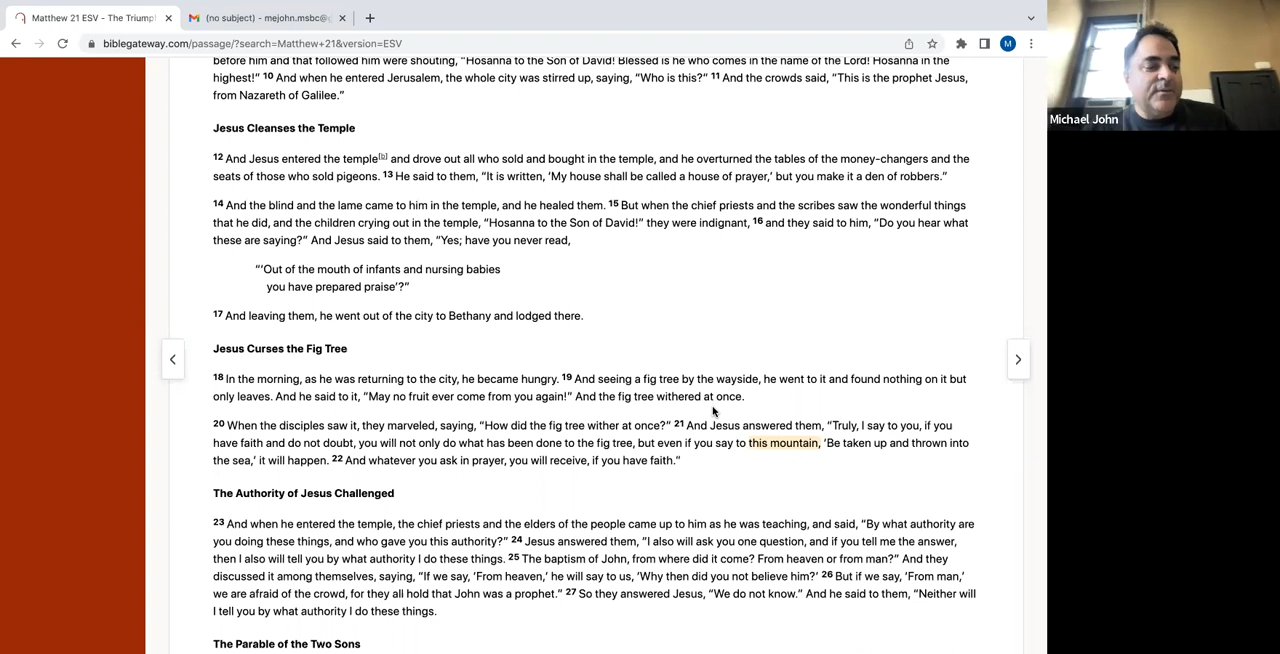 Matthew 21 ESV - The Triump
(no subject) - mejohn.msbc@
biblegateway.com/passage/?search=Matthew+21&version=ESV
M
Michael John
before him and that followed him were shouting, “Hosanna to the Son of David! Blessed is he who comes in the name of the Lord! Hosanna in the
highest!” 10 And when he entered Jerusalem, the whole city was stirred up, saying, “Who is this?” 11 And the crowds said, “This is the prophet Jesus,
from Nazareth of Galilee.”
Jesus Cleanses the Temple
12 And Jesus entered the temple[b] and drove out all who sold and bought in the temple, and he overturned the tables of the money-changers and the
seats of those who sold pigeons. 13 He said to them, “It is written, ‘My house shall be called a house of prayer,’ but you make it a den of robbers.”
14 And the blind and the lame came to him in the temple, and he healed them. 15 But when the chief priests and the scribes saw the wonderful things
that he did, and the children crying out in the temple, “Hosanna to the Son of David!” they were indignant, 16 and they said to him, “Do you hear what
these are saying?” And Jesus said to them, “Yes; have you never read,
“‘Out of the mouth of infants and nursing babies
you have prepared praise’?”
17 And leaving them, he went out of the city to Bethany and lodged there.
Jesus Curses the Fig Tree
18 In the morning, as he was returning to the city, he became hungry. 19 And seeing a fig tree by the wayside, he went to it and found nothing on it but
only leaves. And he said to it, “May no fruit ever come from you again!” And the fig tree withered at once.
20 When the disciples saw it, they marveled, saying, “How did the fig tree wither at once?” 21 And Jesus answered them, “Truly, I say to you, if you
have faith and do not doubt, you will not only do what has been done to the fig tree, but even if you say to this mountain, ‘Be taken up and thrown into
the sea,’ it will happen. 22 And whatever you ask in prayer, you will receive, if you have faith.”
The Authority of Jesus Challenged
23 And when he entered the temple, the chief priests and the elders of the people came up to him as he was teaching, and said, “By what authority are
you doing these things, and who gave you this authority?” 24 Jesus answered them, “I also will ask you one question, and if you tell me the answer,
then I also will tell you by what authority I do these things. 25 The baptism of John, from where did it come? From heaven or from man?” And they
discussed it among themselves, saying, “If we say, ‘From heaven,’ he will say to us, ‘Why then did you not believe him?’ 26 But if we say, ‘From man,’
we are afraid of the crowd, for they all hold that John was a prophet.” 27 So they answered Jesus, “We do not know.” And he said to them, “Neither will
I tell you by what authority I do these things.
The Parable of the Two Sons